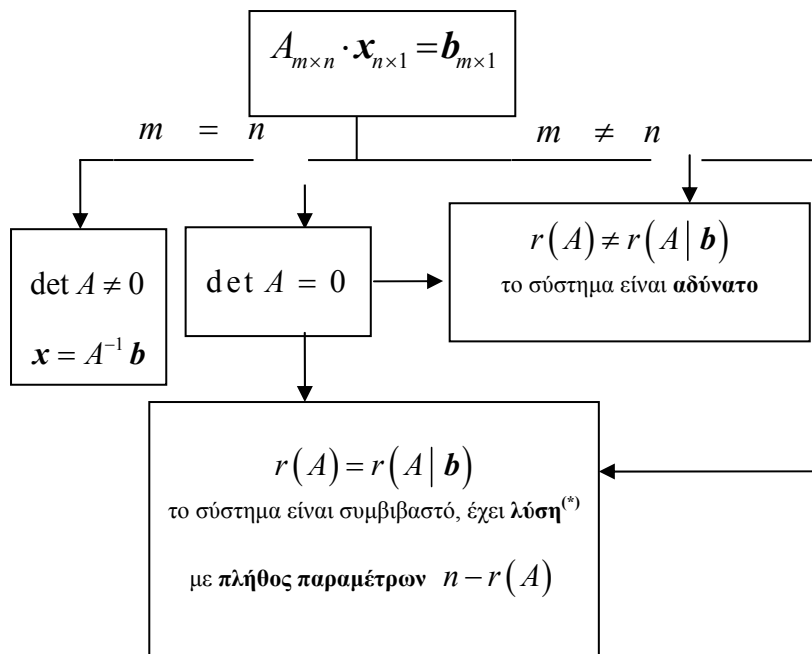 A_{m×n} · x_{n×1} = b_{m×1}
m = n
m ≠ n
det A ≠ 0
x = A⁻¹ b
det A = 0
r(A) ≠ r(A | b)
το σύστημα είναι αδύνατο
r(A) = r(A | b)
το σύστημα είναι συμβιβαστό, έχει λύση(*)
με πλήθος παραμέτρων n − r(A)